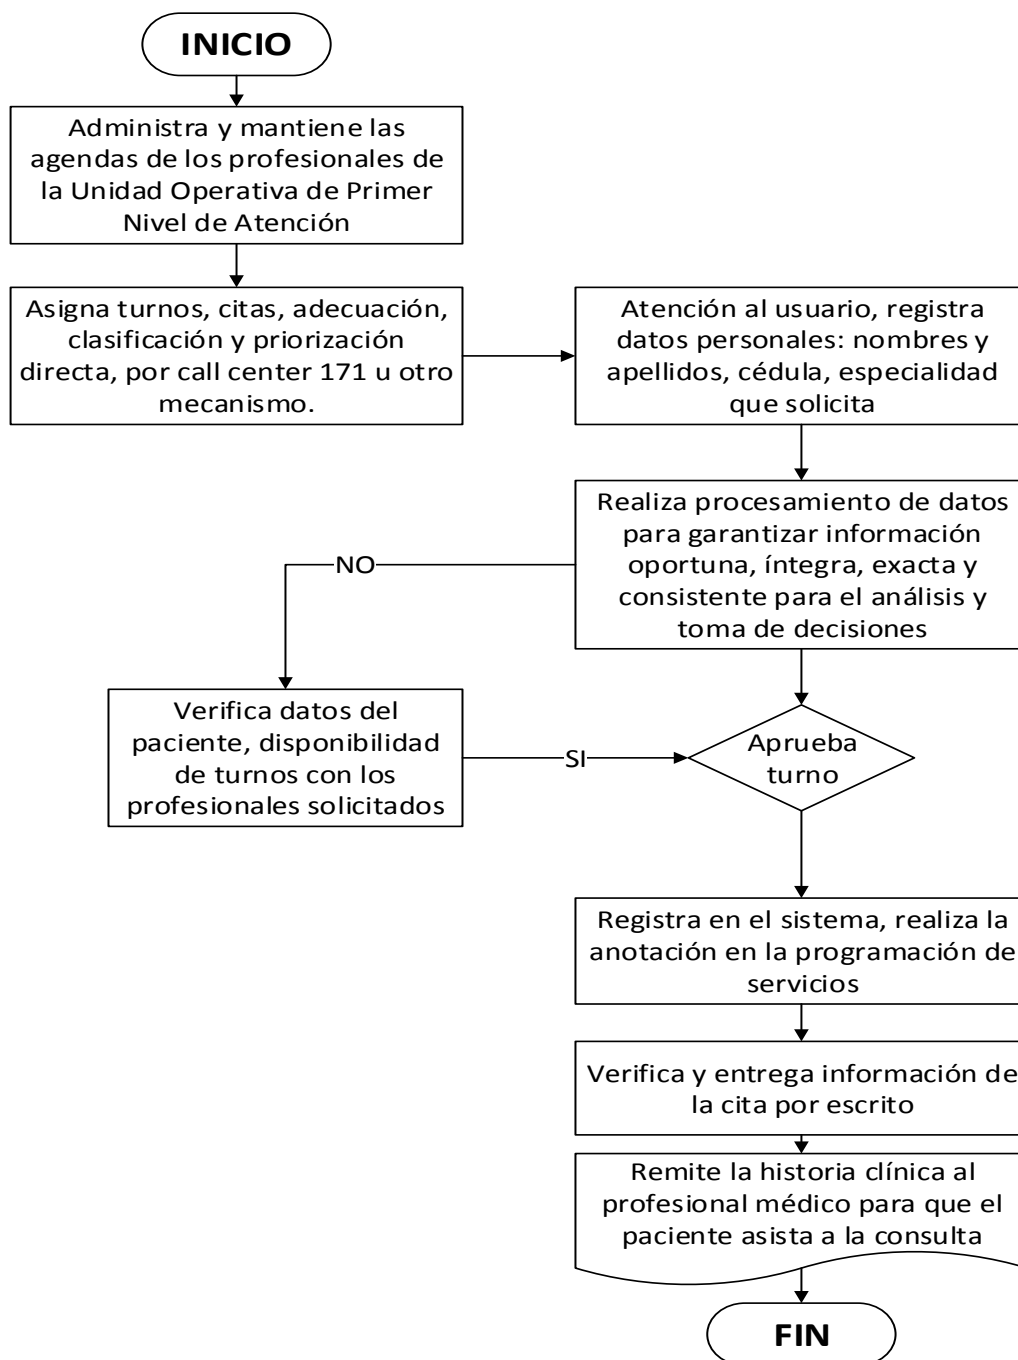 INICIO
Administra y mantiene las
agendas de los profesionales de
la Unidad Operativa de Primer
Nivel de Atención
Asigna turnos, citas, adecuación,
clasificación y priorización
directa, por call center 171 u otro
mecanismo.
Atención al usuario, registra
datos personales: nombres y
apellidos, cédula, especialidad
que solicita
Realiza procesamiento de datos
para garantizar información
oportuna, íntegra, exacta y
consistente para el análisis y
toma de decisiones
NO
Verifica datos del
paciente, disponibilidad
de turnos con los
profesionales solicitados
SI
Aprueba
turno
Registra en el sistema, realiza la
anotación en la programación de
servicios
Verifica y entrega información de
la cita por escrito
Remite la historia clínica al
profesional médico para que el
paciente asista a la consulta
FIN